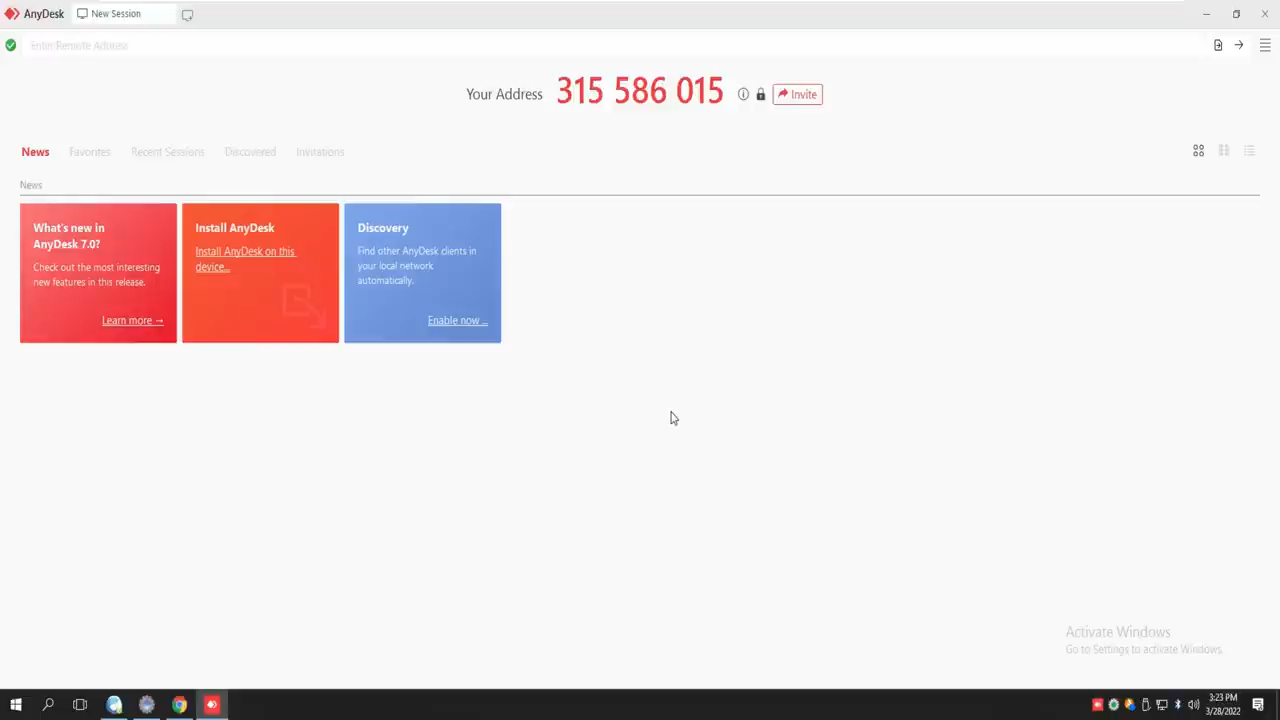 AnyDesk
New Session
Enter Remote Address
Your Address 315 586 015 Invite
News Favorites Recent Sessions Discovered Invitations
News
What's new in
AnyDesk 7.0?
Check out the most interesting
new features in this release.
Learn more →
Install AnyDesk
Install AnyDesk on this
device...
Discovery
Find other AnyDesk clients in
your local network
automatically.
Enable now ...
Activate Windows
Go to Settings to activate Windows.
3:23 PM
3/28/2022